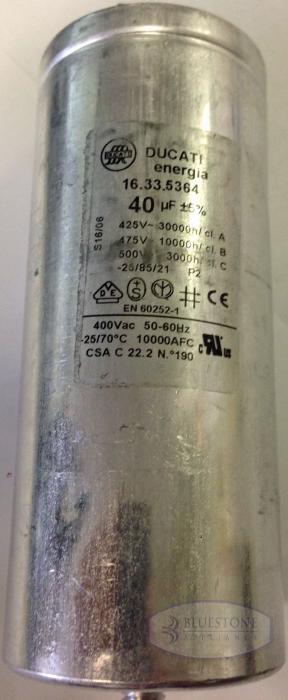 DUCATI
energia
16.33.5364
40 µF ±5%
S16/06
425V~ 30000h/ cl. A
475V~ 10000h/ cl. B
500V 3000h/ cl. C
-25/85/21 P2
EN 60252-1
400Vac 50-60Hz
-25/70°C 10000AFC
CSA C 22.2 N.°190
BLUESTONE
APPLIANCE